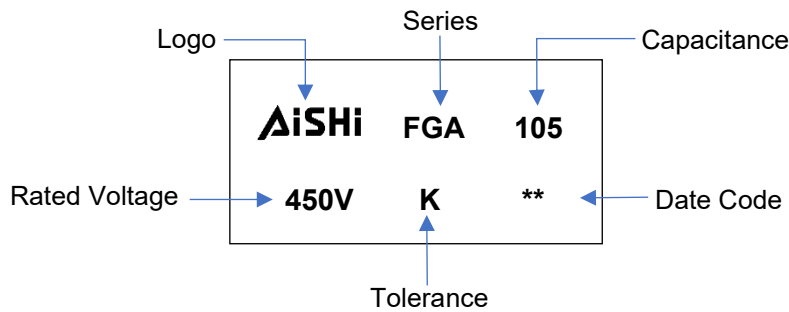 Series
Logo
Capacitance
AiSHi FGA 105
Rated Voltage
450V K **
Date Code
Tolerance